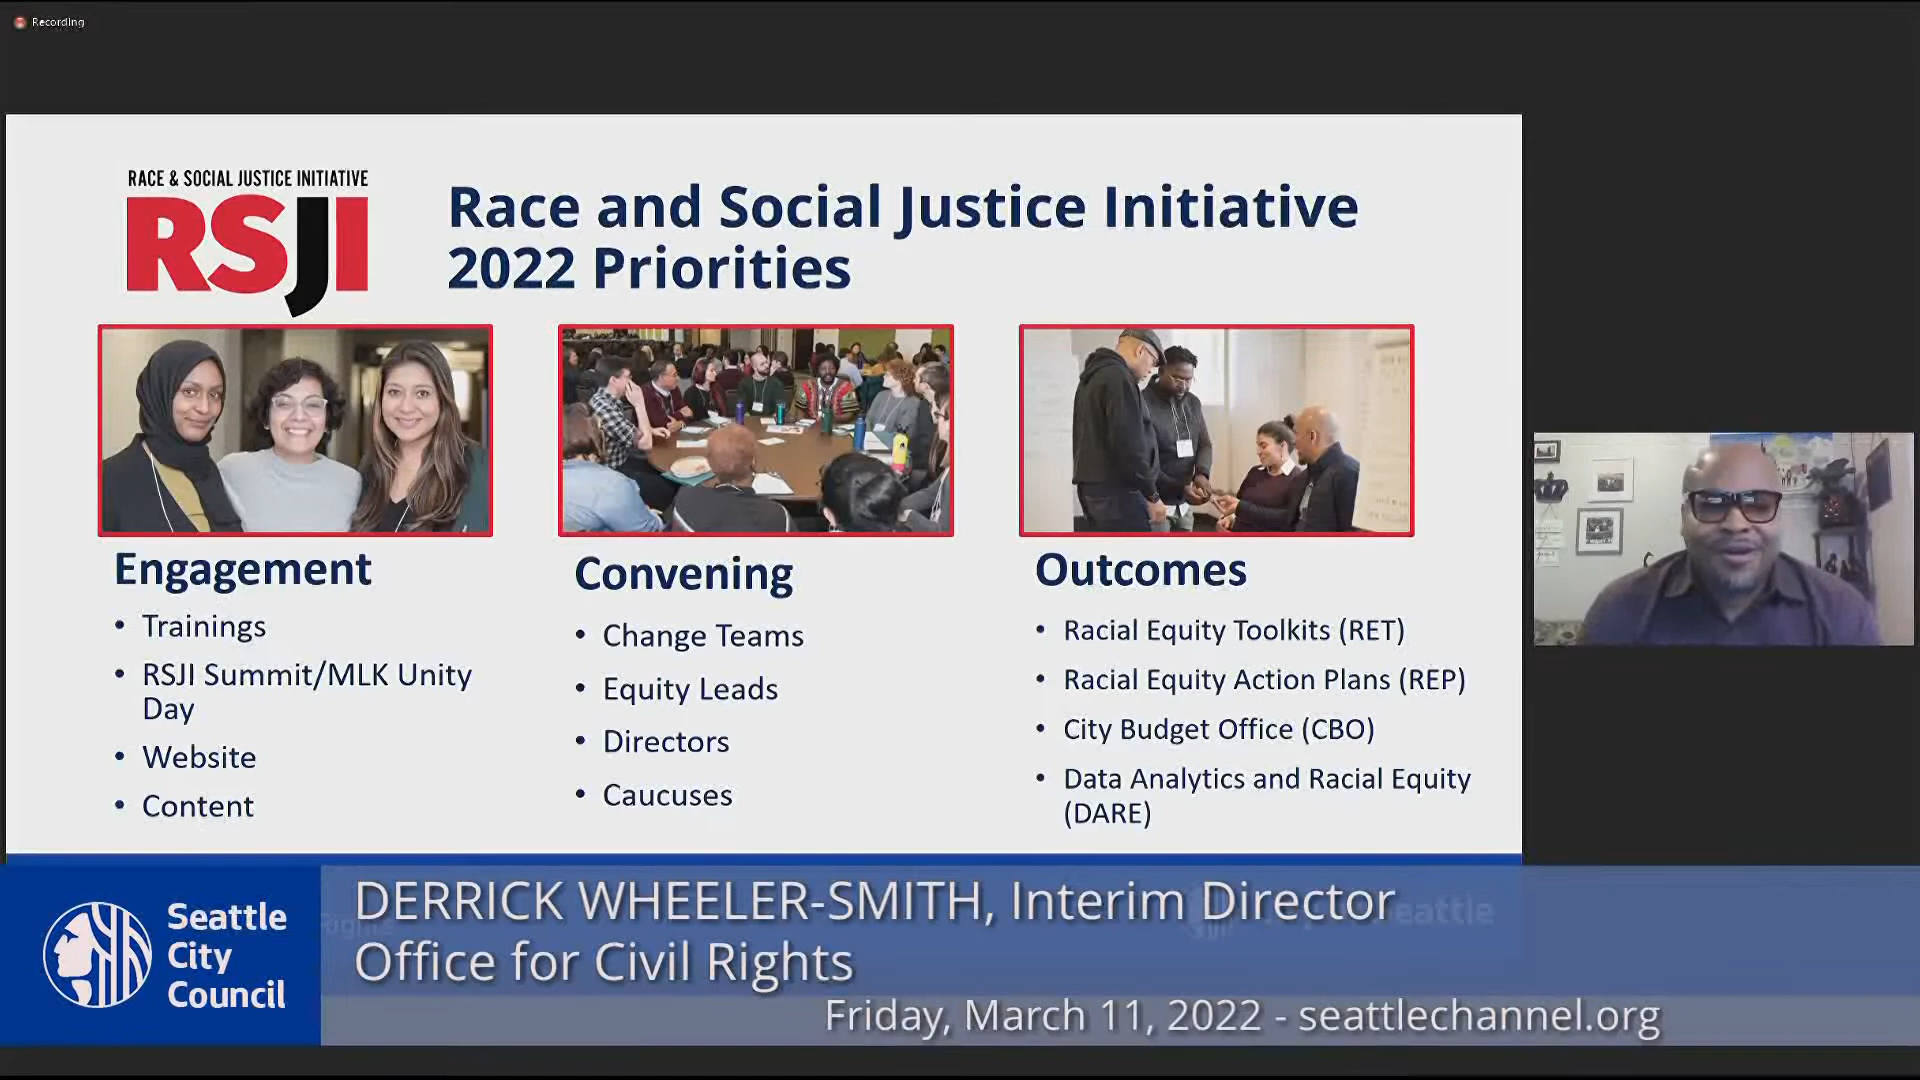 Recording
RACE & SOCIAL JUSTICE INITIATIVE
RSJI
Race and Social Justice Initiative
2022 Priorities
Engagement
• Trainings
• RSJI Summit/MLK Unity
Day
• Website
• Content
Convening
• Change Teams
• Equity Leads
• Directors
• Caucuses
Outcomes
• Racial Equity Toolkits (RET)
• Racial Equity Action Plans (REP)
• City Budget Office (CBO)
• Data Analytics and Racial Equity
(DARE)
Seattle
City
Council
DERRICK WHEELER-SMITH, Interim Director
Office for Civil Rights
Friday, March 11, 2022 - seattlechannel.org